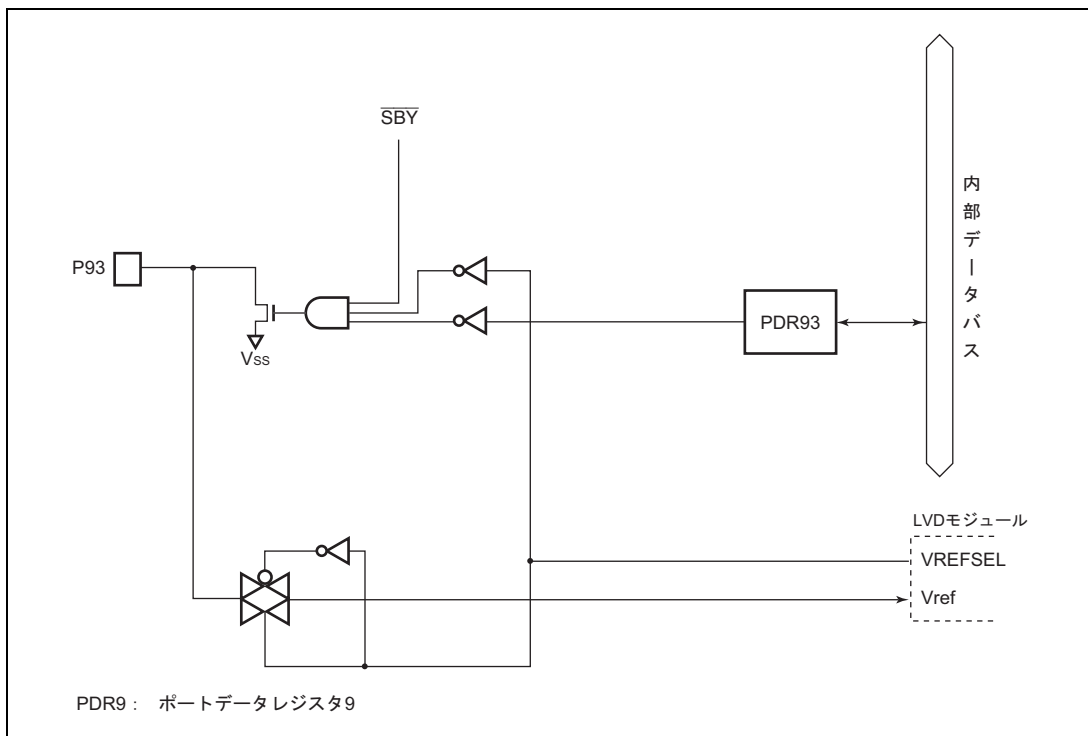 S̅B̅Y̅
P93
VSS
PDR93
内部データバス
LVDモジュール
VREFSEL
Vref
PDR9： ポートデータレジスタ9